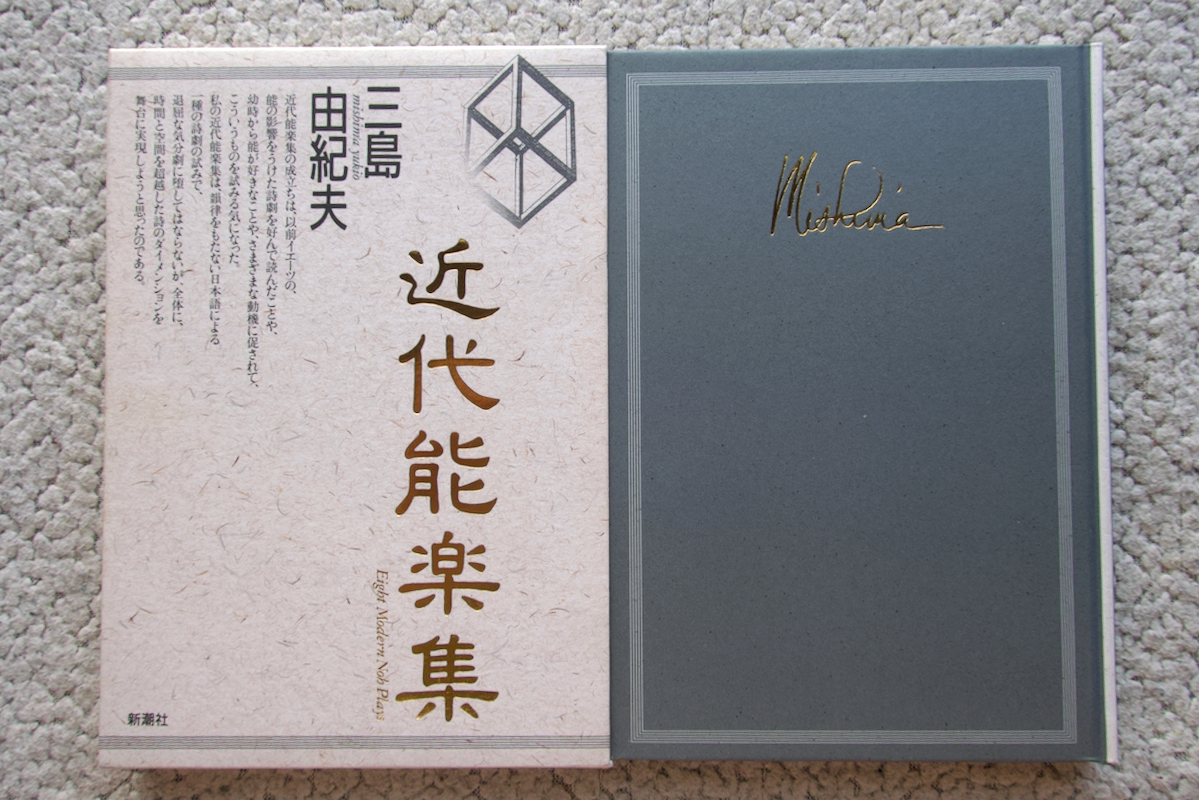 三島
由紀夫
mishima yukio
近代能楽集
Eight Modern Noh Plays
近代能楽集の成立ちは、以前イエーツの、
能の影響をうけた詩劇を好んで読んだことや、
幼時から能が好きなことや、さまざまな動機に促されて、
こういうものを試みる気になった。
私の近代能楽集は、韻律をもたない日本語による
一種の詩劇の試みで、
退屈な気分劇に堕してはならないが、全体に、
時間と空間を超越した詩のダイメンションを
舞台に実現しようと思ったのである。
新潮社
Mishima